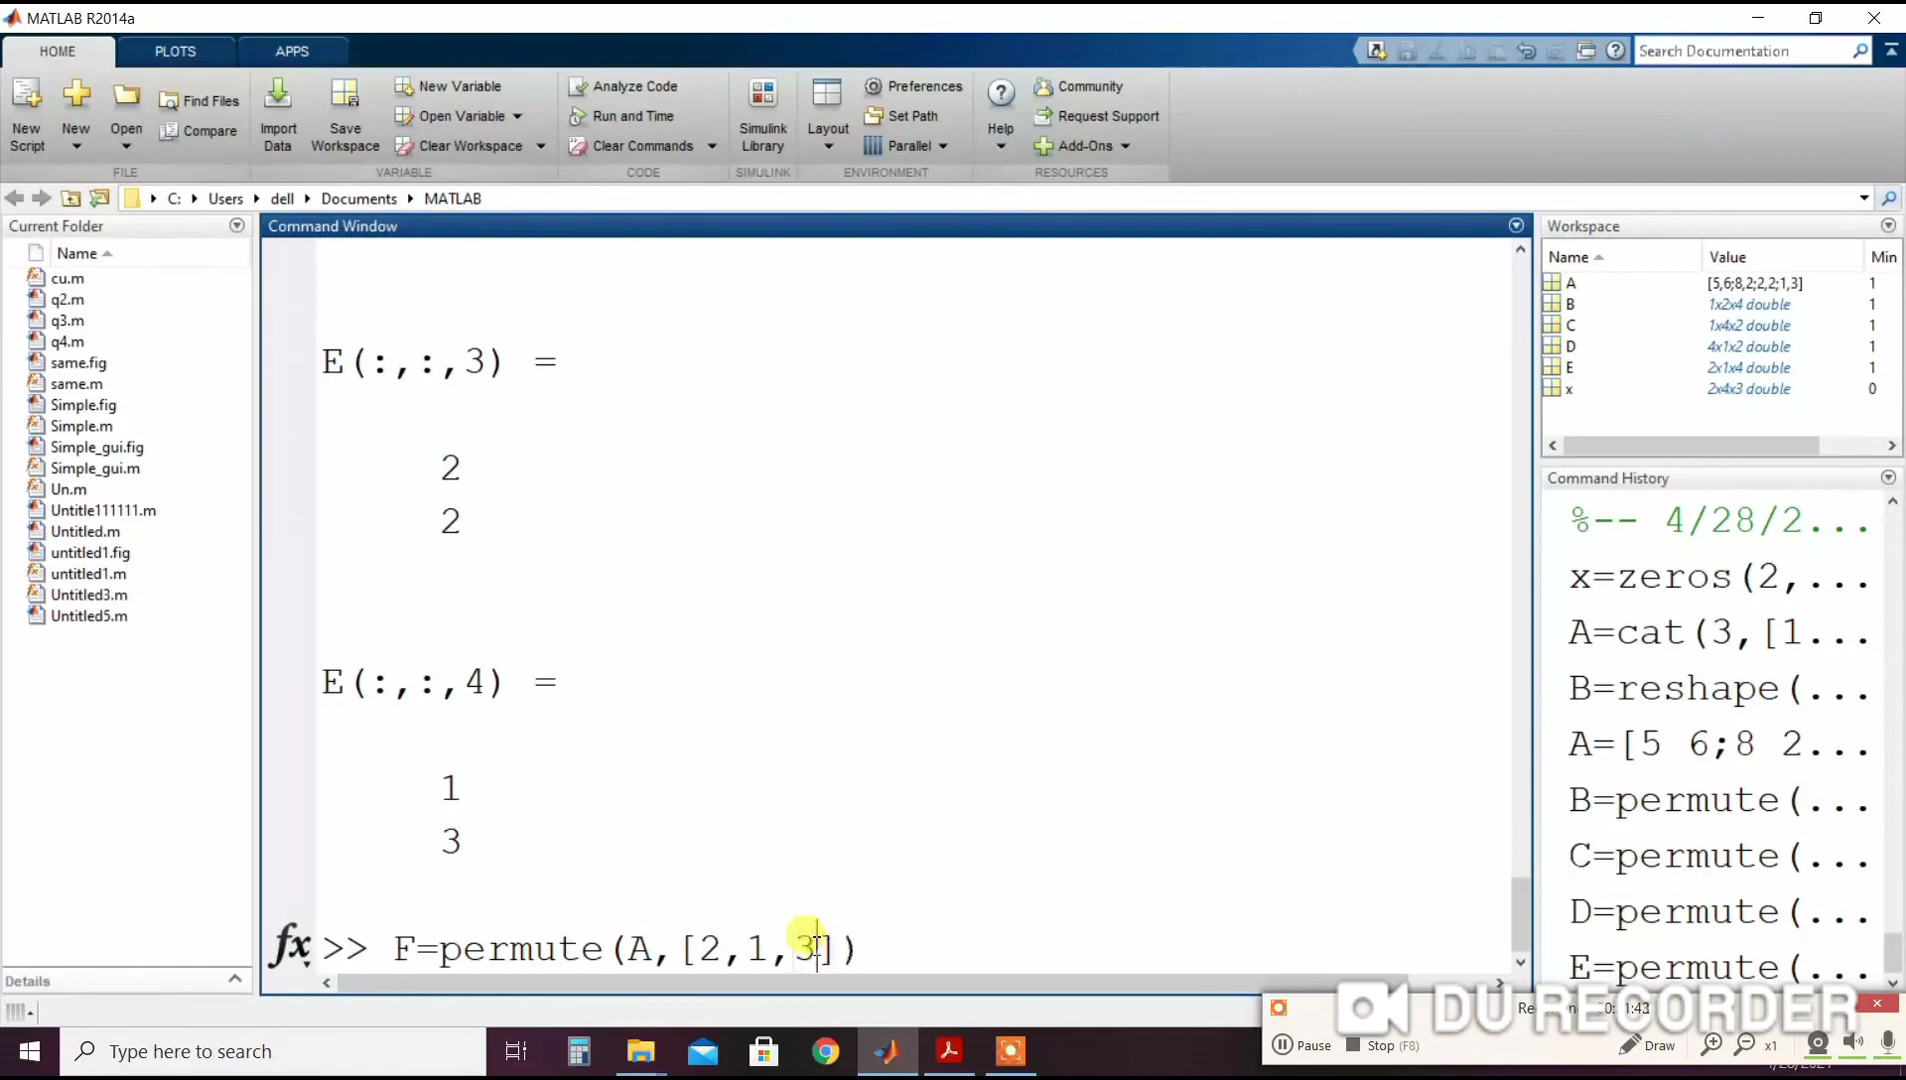 MATLAB R2014a
HOME
PLOTS
APPS
Search Documentation
New Script
New
Open
Find Files
Compare
Import Data
Save Workspace
New Variable
Open Variable
Clear Workspace
Analyze Code
Run and Time
Clear Commands
Simulink Library
Layout
Preferences
Set Path
Parallel
Help
Community
Request Support
Add-Ons
FILE
VARIABLE
CODE
SIMULINK
ENVIRONMENT
RESOURCES
C: Users dell Documents MATLAB
Current Folder
Name
cu.m
q2.m
q3.m
q4.m
same.fig
same.m
Simple.fig
Simple.m
Simple_gui.fig
Simple_gui.m
Un.m
Untitle111111.m
Untitled.m
untitled1.fig
untitled1.m
Untitled3.m
Untitled5.m
Details
Command Window
E(:,:,3) =
2
2
E(:,:,4) =
1
3
fx >> F=permute(A,[2,1,3])
Workspace
Name Value Min
A [5,6;8,2;2,2;1,3] 1
B 1x2x4 double 1
C 1x4x2 double 1
D 4x1x2 double 1
E 2x1x4 double 1
x 2x4x3 double 0
Command History
%-- 4/28/2...
x=zeros(2,...
A=cat(3,[1...
B=reshape(...
A=[5 6;8 2...
B=permute(...
C=permute(...
D=permute(...
E=permute(...
DU RECORDER
Pause
Stop (F8)
Draw
x1
Type here to search